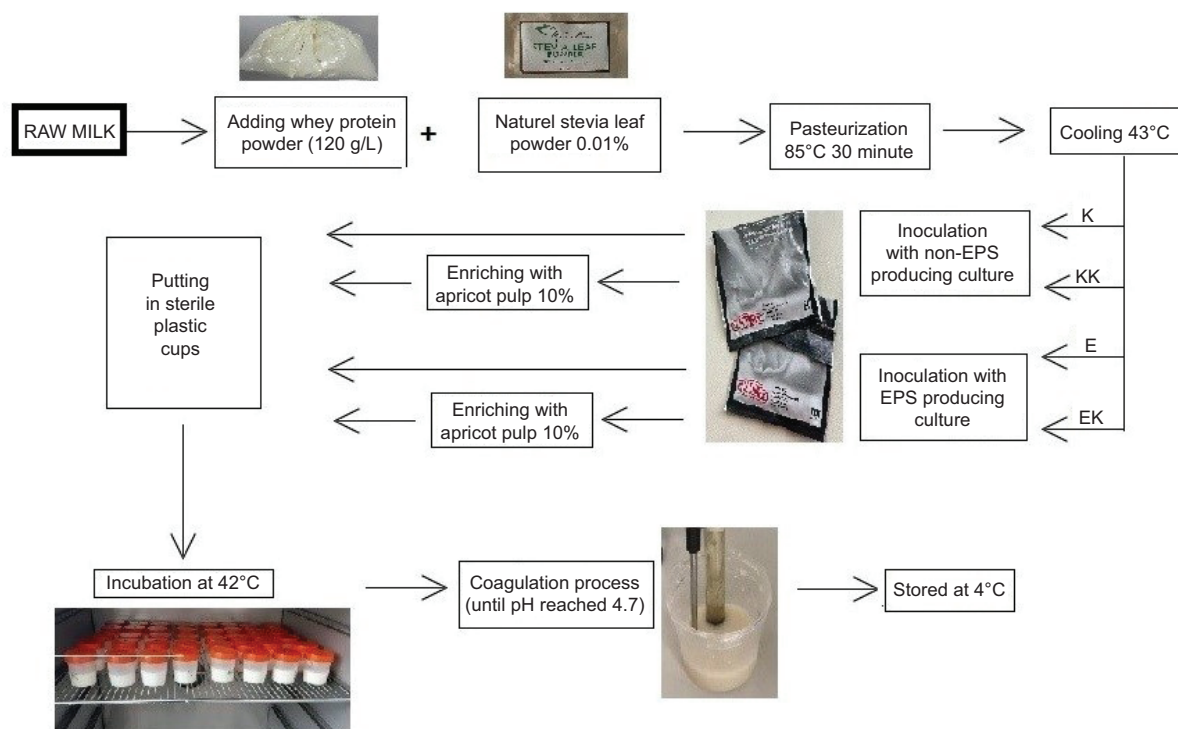 STEVIA LEAF
POWDER
RAW MILK
Adding whey protein
powder (120 g/L)
+
Naturel stevia leaf
powder 0.01%
Pasteurization
85°C 30 minute
Cooling 43°C
K
KK
E
EK
Inoculation
with non-EPS
producing culture
Inoculation with
EPS producing
culture
Enriching with
apricot pulp 10%
Enriching with
apricot pulp 10%
Putting
in sterile
plastic
cups
Incubation at 42°C
Coagulation process
(until pH reached 4.7)
Stored at 4°C